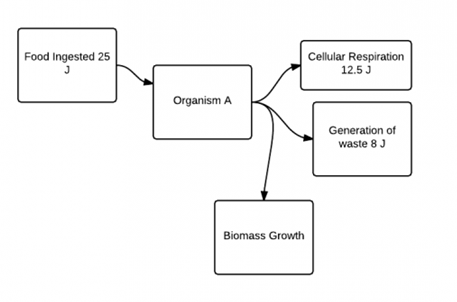 Food Ingested 25
J
Organism A
Cellular Respiration
12.5 J
Generation of
waste 8 J
Biomass Growth